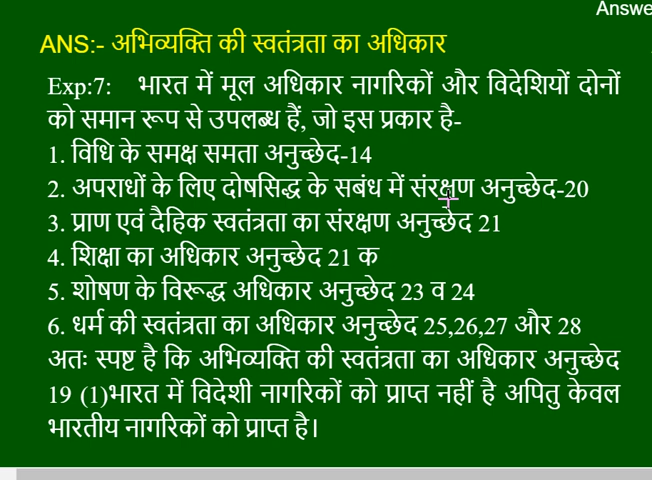 Answe
ANS:- अभिव्यक्ति की स्वतंत्रता का अधिकार
Exp:7: भारत में मूल अधिकार नागरिकों और विदेशियों दोनों
को समान रूप से उपलब्ध हैं, जो इस प्रकार है-
1. विधि के समक्ष समता अनुच्छेद-14
2. अपराधों के लिए दोषसिद्ध के सबंध में संरक्षण अनुच्छेद-20
3. प्राण एवं दैहिक स्वतंत्रता का संरक्षण अनुच्छेद 21
4. शिक्षा का अधिकार अनुच्छेद 21 क
5. शोषण के विरूद्ध अधिकार अनुच्छेद 23 व 24
6. धर्म की स्वतंत्रता का अधिकार अनुच्छेद 25,26,27 और 28
अतः स्पष्ट है कि अभिव्यक्ति की स्वतंत्रता का अधिकार अनुच्छेद
19 (1)भारत में विदेशी नागरिकों को प्राप्त नहीं है अपितु केवल
भारतीय नागरिकों को प्राप्त है।